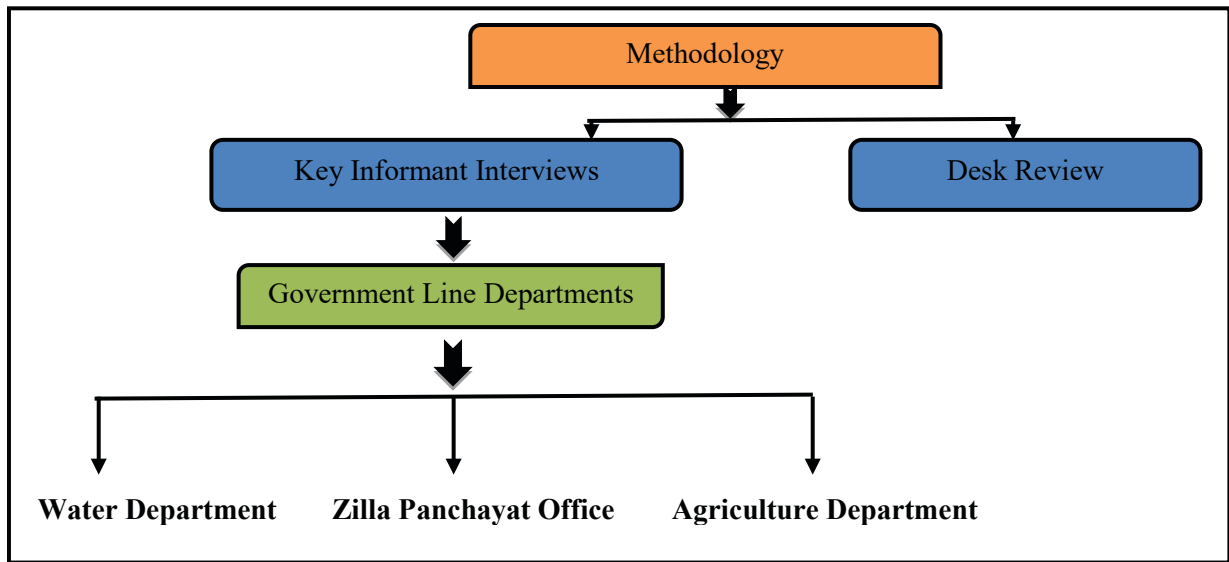 Methodology
Key Informant Interviews
Desk Review
Government Line Departments
Water Department
Zilla Panchayat Office
Agriculture Department